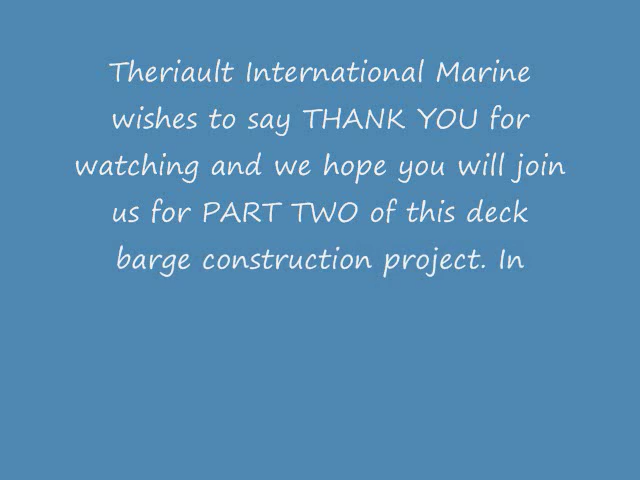 Theriault International Marine
wishes to say THANK YOU for
watching and we hope you will join
us for PART TWO of this deck
barge construction project. In